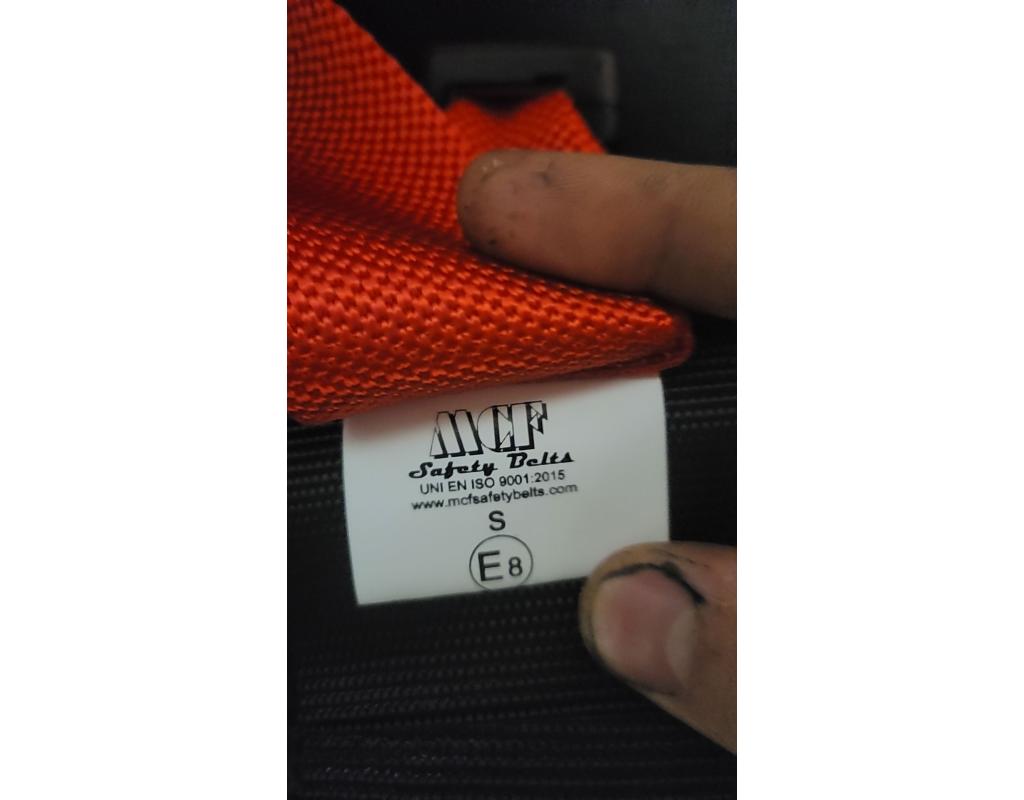 MCF
Safety Belts
UNI EN ISO 9001:2015
www.mcfsafetybelts.com
S
E8